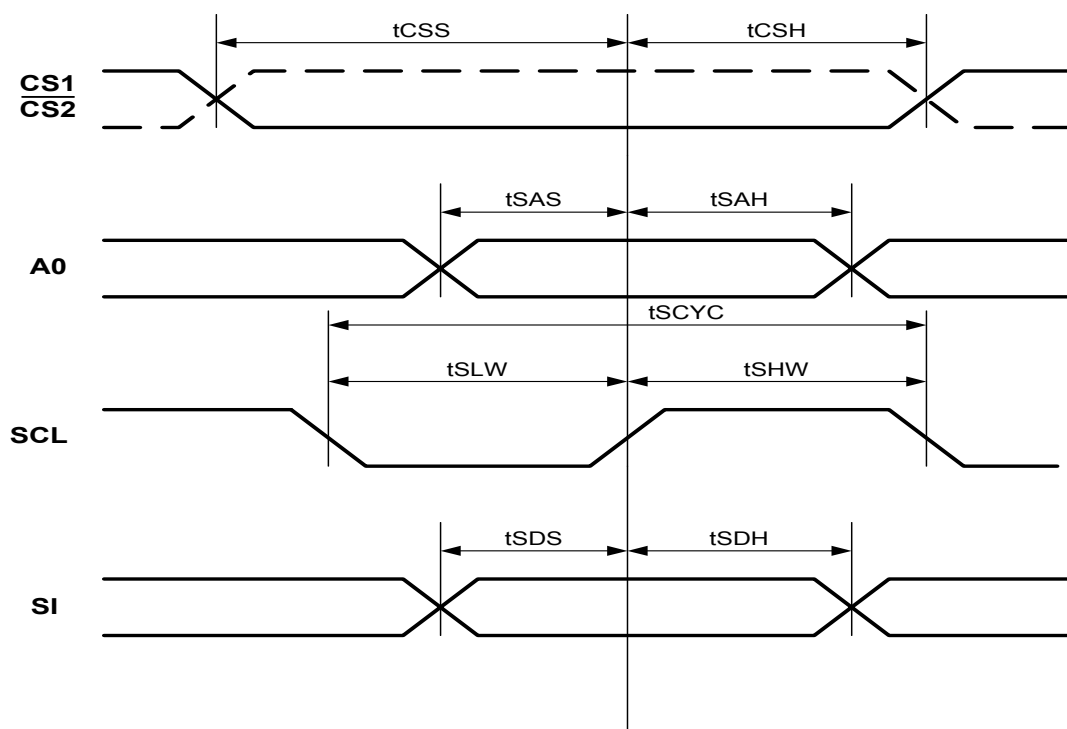 tCSS tCSH
CS1
CS2
tSAS tSAH
A0
tSCYC
tSLW tSHW
SCL
tSDS tSDH
SI